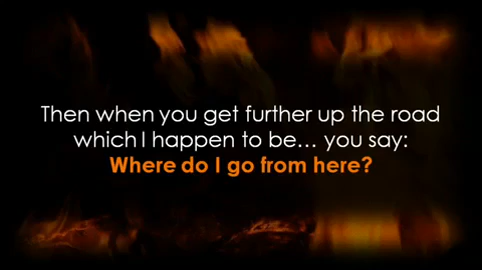 Then when you get further up the road
which I happen to be... you say:
Where do I go from here?